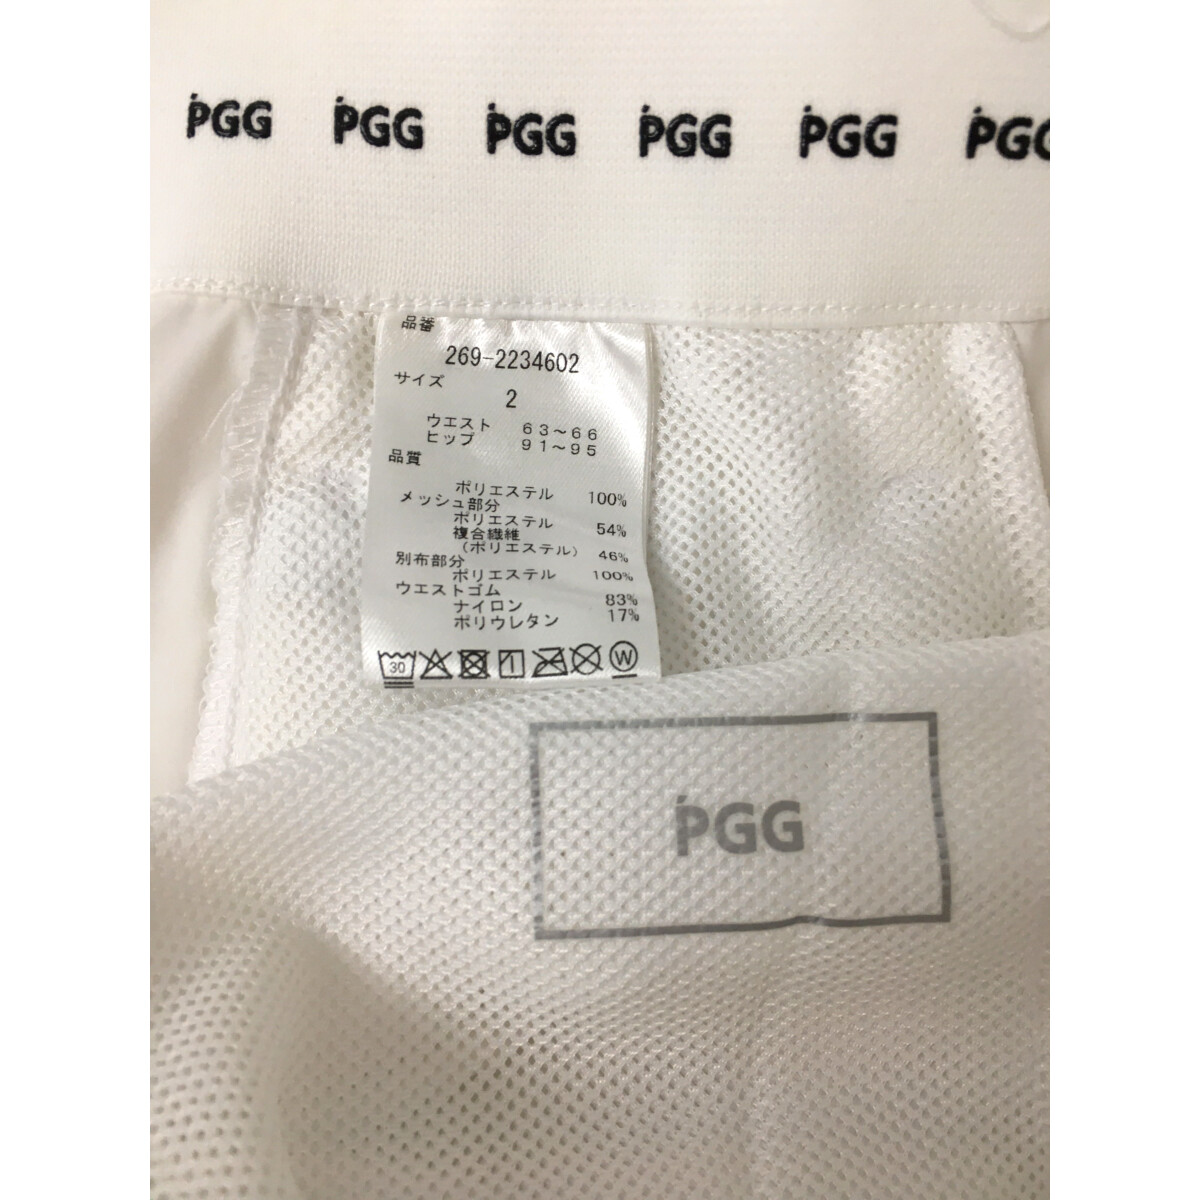 PGG PGG PGG PGG PGG PGG
品番
269-2234602
サイズ
2
ウエスト 63～66
ヒップ 91～95
品質
ポリエステル 100%
メッシュ部分
ポリエステル 54%
複合繊維
(ポリエステル) 46%
別布部分
ポリエステル 100%
ウエストゴム
ナイロン 83%
ポリウレタン 17%
30 W
PGG